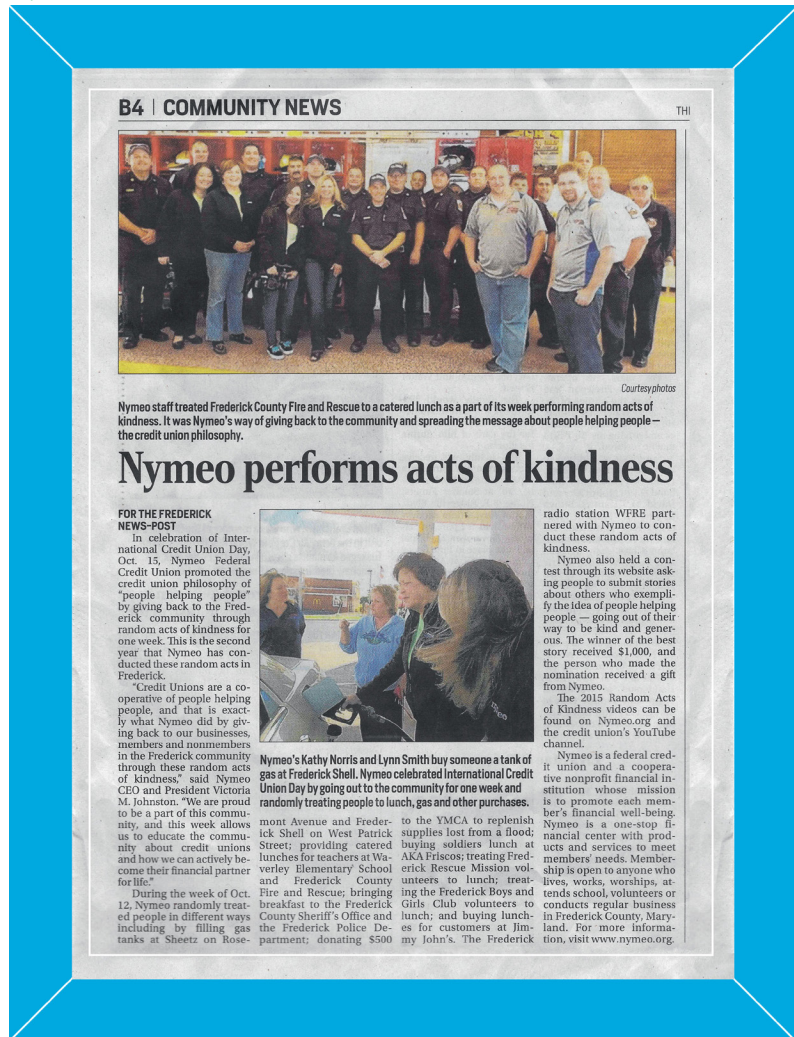 B4 | COMMUNITY NEWS
THI
Courtesy photos
Nymeo staff treated Frederick County Fire and Rescue to a catered lunch as a part of its week performing random acts of
kindness. It was Nymeo's way of giving back to the community and spreading the message about people helping people —
the credit union philosophy.
Nymeo performs acts of kindness
FOR THE FREDERICK
NEWS-POST
In celebration of Inter-
national Credit Union Day,
Oct. 15, Nymeo Federal
Credit Union promoted the
credit union philosophy of
"people helping people"
by giving back to the Fred-
erick community through
random acts of kindness for
one week. This is the second
year that Nymeo has con-
ducted these random acts in
Frederick.
"Credit Unions are a co-
operative of people helping
people, and that is exact-
ly what Nymeo did by giv-
ing back to our businesses,
members and nonmembers
in the Frederick community
through these random acts
of kindness," said Nymeo
CEO and President Victoria
M. Johnston. "We are proud
to be a part of this commu-
nity, and this week allows
us to educate the commu-
nity about credit unions
and how we can actively be-
come their financial partner
for life."
During the week of Oct.
12, Nymeo randomly treat-
ed people in different ways
including by filling gas
tanks at Sheetz on Rose-
Nymeo's Kathy Norris and Lynn Smith buy someone a tank of
gas at Frederick Shell. Nymeo celebrated International Credit
Union Day by going out to the community for one week and
randomly treating people to lunch, gas and other purchases.
mont Avenue and Freder-
ick Shell on West Patrick
Street; providing catered
lunches for teachers at Wa-
verley Elementary School
and Frederick County
Fire and Rescue; bringing
breakfast to the Frederick
County Sheriff's Office and
the Frederick Police De-
partment; donating $500
to the YMCA to replenish
supplies lost from a flood;
buying soldiers lunch at
AKA Friscos; treating Fred-
erick Rescue Mission vol-
unteers to lunch; treat-
ing the Frederick Boys and
Girls Club volunteers to
lunch; and buying lunch-
es for customers at Jim-
my John's. The Frederick
radio station WFRE part-
nered with Nymeo to con-
duct these random acts of
kindness.
Nymeo also held a con-
test through its website ask-
ing people to submit stories
about others who exempli-
fy the idea of people helping
people — going out of their
way to be kind and gener-
ous. The winner of the best
story received $1,000, and
the person who made the
nomination received a gift
from Nymeo.
The 2015 Random Acts
of Kindness videos can be
found on Nymeo.org and
the credit union's YouTube
channel.
Nymeo is a federal cred-
it union and a coopera-
tive nonprofit financial in-
stitution whose mission
is to promote each mem-
ber's financial well-being.
Nymeo is a one-stop fi-
nancial center with prod-
ucts and services to meet
members' needs. Member-
ship is open to anyone who
lives, works, worships, at-
tends school, volunteers or
conducts regular business
in Frederick County, Mary-
land. For more informa-
tion, visit www.nymeo.org.